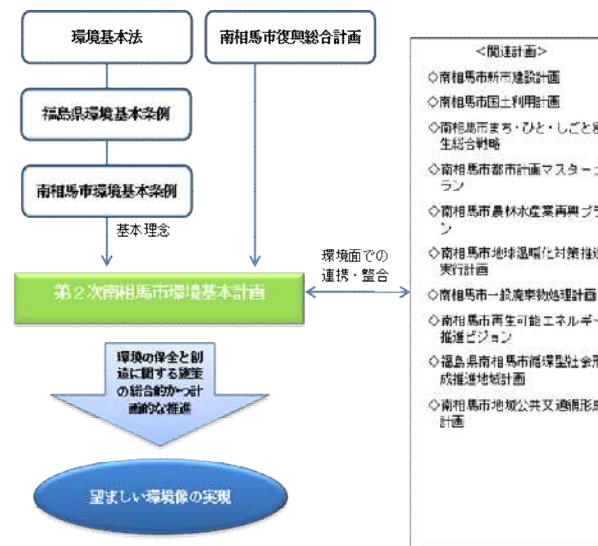 環境基本法
南相馬市復興総合計画
福島県環境基本条例
南相馬市環境基本条例
基本理念
環境面での
連携・整合
第２次南相馬市環境基本計画
環境の保全と創
造に関する施策
の総合的かつ計
画的な推進
望ましい環境像の実現
＜関連計画＞
◇南相馬市新市建設計画
◇南相馬市国土利用計画
◇南相馬市まち・ひと・しごと創
生総合戦略
◇南相馬市都市計画マスタープ
ラン
◇南相馬市農林水産業再興プラ
ン
◇南相馬市地球温暖化対策推進
実行計画
◇南相馬市一般廃棄物処理計画
◇南相馬市再生可能エネルギー
推進ビジョン
◇福島県南相馬市循環型社会形
成推進地域計画
◇南相馬市地域公共交通網形成
計画